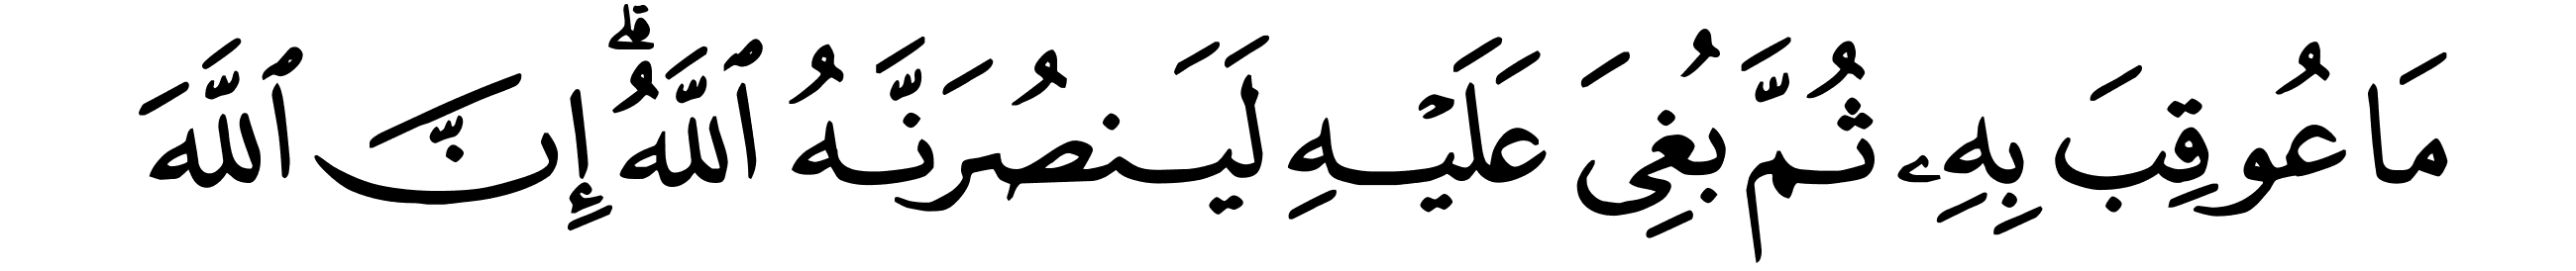 مَا عُوقِبَ بِهِۦ ثُمَّ بُغِىَ عَلَيْهِ لَيَنصُرَنَّهُ ٱللَّهُۗ إِنَّ ٱللَّهَ